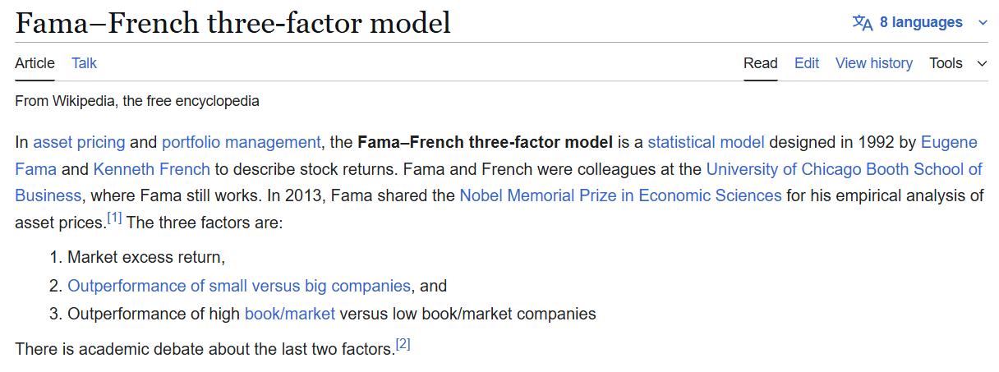 Fama–French three-factor model
8 languages
Article Talk
Read Edit View history Tools
From Wikipedia, the free encyclopedia
In asset pricing and portfolio management, the Fama–French three-factor model is a statistical model designed in 1992 by Eugene
Fama and Kenneth French to describe stock returns. Fama and French were colleagues at the University of Chicago Booth School of
Business, where Fama still works. In 2013, Fama shared the Nobel Memorial Prize in Economic Sciences for his empirical analysis of
asset prices.[1] The three factors are:
1. Market excess return,
2. Outperformance of small versus big companies, and
3. Outperformance of high book/market versus low book/market companies
There is academic debate about the last two factors.[2]